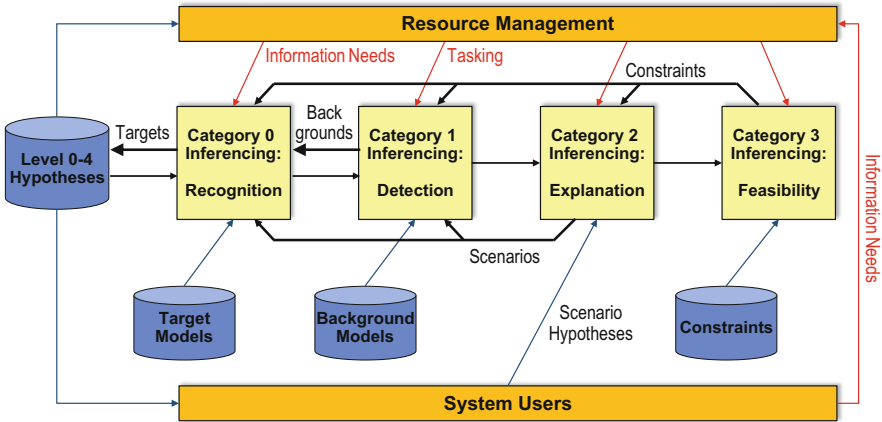 Resource Management
Information Needs
Tasking
Constraints
Targets
Back
grounds
Category 0
Inferencing:
Recognition
Category 1
Inferencing:
Detection
Category 2
Inferencing:
Explanation
Category 3
Inferencing:
Feasibility
Level 0-4
Hypotheses
Information Needs
Scenarios
Target
Models
Background
Models
Scenario
Hypotheses
Constraints
System Users